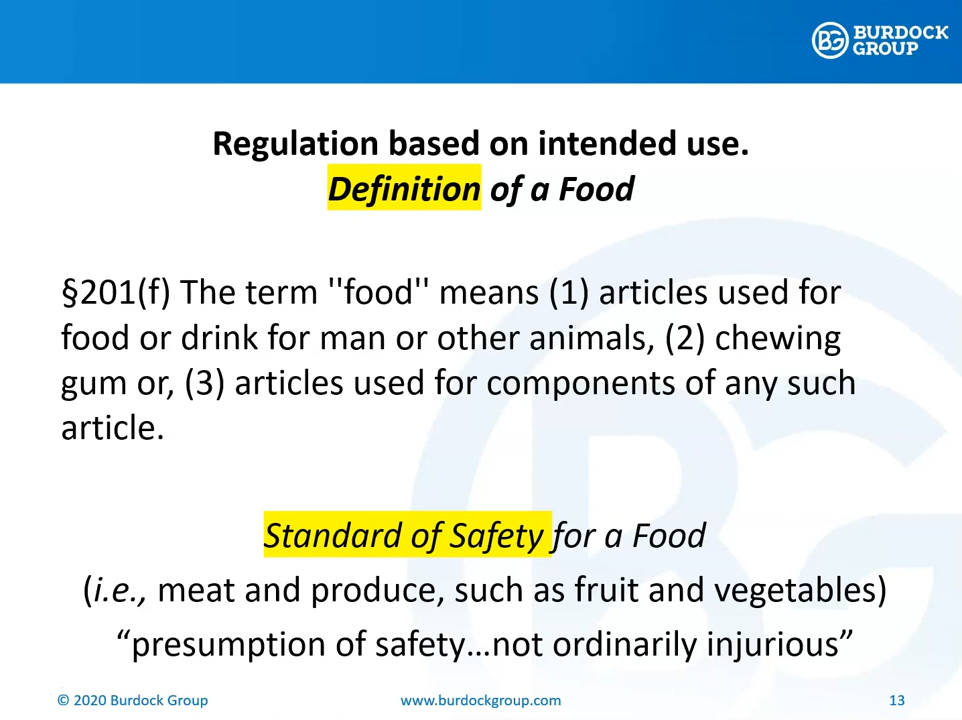 BURDOCK
GROUP
Regulation based on intended use.
Definition of a Food
§201(f) The term ''food'' means (1) articles used for
food or drink for man or other animals, (2) chewing
gum or, (3) articles used for components of any such
article.
Standard of Safety for a Food
(i.e., meat and produce, such as fruit and vegetables)
“presumption of safety…not ordinarily injurious”
© 2020 Burdock Group
www.burdockgroup.com
13